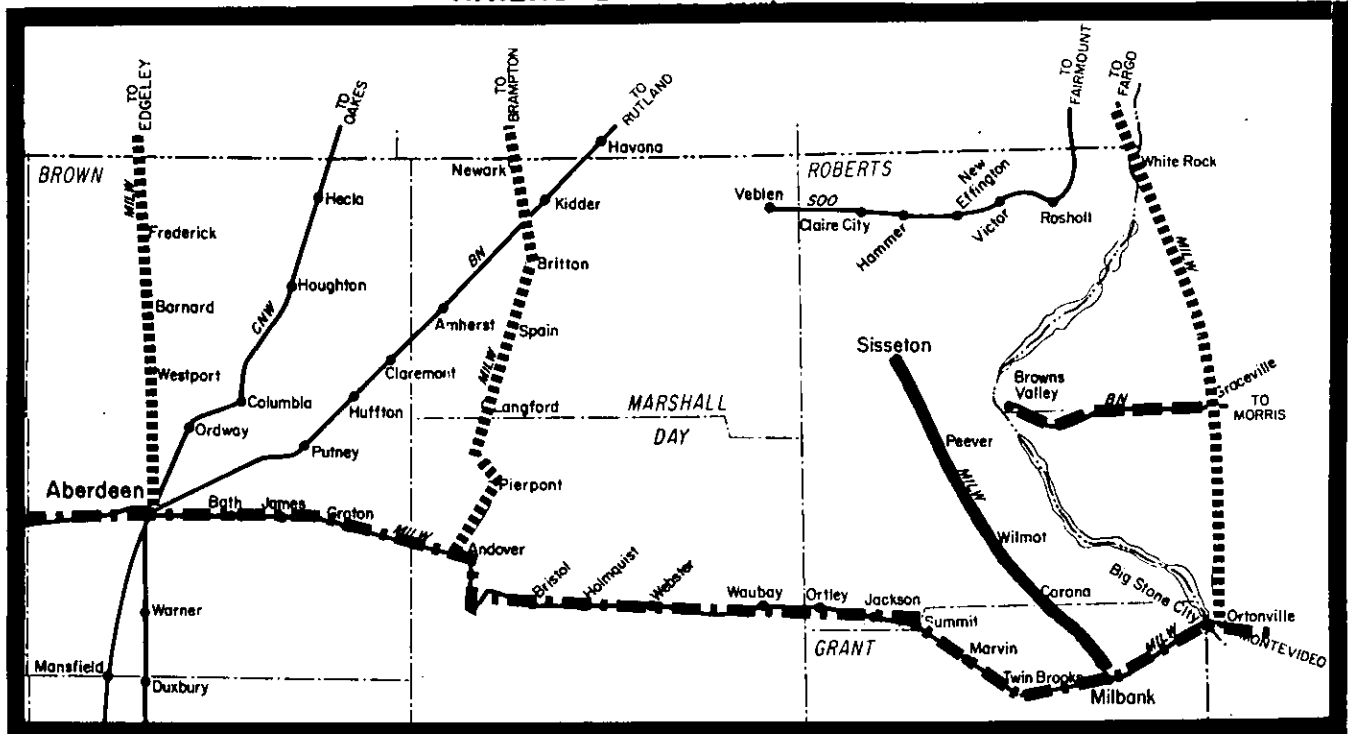 TO
EDGELEY
TO
OAKES
TO
BRAMPTON
TO
RUTLAND
TO
FAIRMOUNT
TO
FARGO
BROWN
MILW
Hecla
Frederick
Houghton
Barnard
CNW
Westport
Columbia
Ordway
Newark
Havana
Kidder
BN
Britton
Amherst
Spain
MILW
Claremont
Huffton
Langford
Putney
MARSHALL
DAY
Pierpont
ROBERTS
Veblen
SOO
Claire City
Hammer
New
Effington
Victor
Rosholt
White Rock
MILW
Sisseton
Browns
Valley
BN
Graceville
TO
MORRIS
Peever
MILW
Wilmot
Corona
Big Stone City
Ortonville
MONTEVIDEO
Aberdeen
Bath
James
Groton
MILW
Andover
Bristol
Holmquist
Webster
Waubay
Ortley
Jackson
Summit
GRANT
Marvin
Twin Brooks
MILW
Milbank
Warner
Mansfield
Duxbury